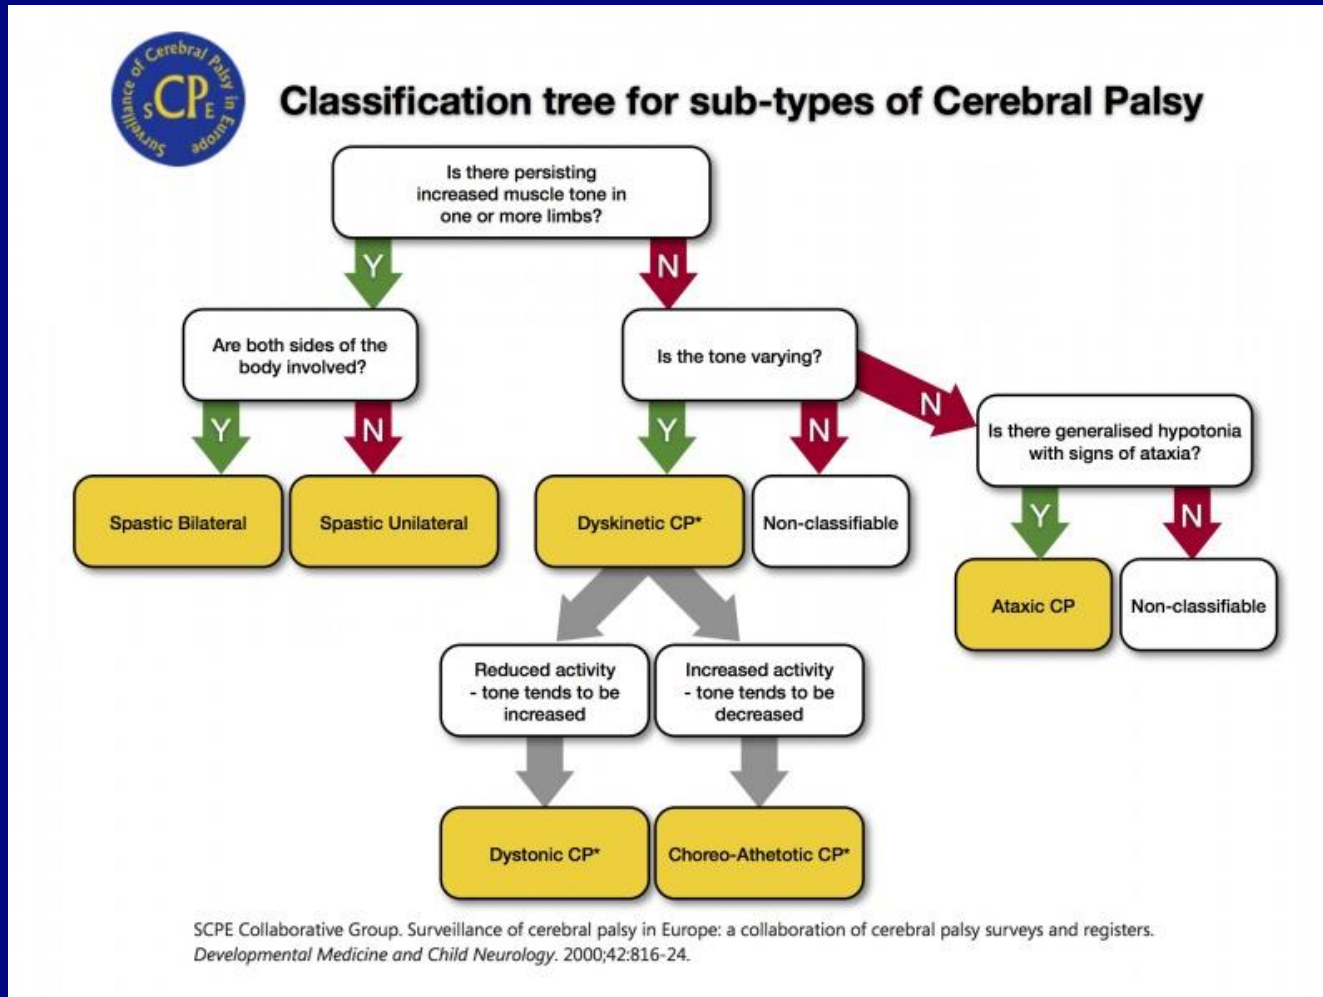 Surveillance of Cerebral Palsy in Europe
SCPE
Classification tree for sub-types of Cerebral Palsy
Is there persisting
increased muscle tone in
one or more limbs?
Y
N
Are both sides of the
body involved?
Is the tone varying?
N
Is there generalised hypotonia
with signs of ataxia?
Y
N
Y
N
Spastic Bilateral
Spastic Unilateral
Dyskinetic CP*
Non-classifiable
Y
N
Ataxic CP
Non-classifiable
Reduced activity
- tone tends to be
increased
Increased activity
- tone tends to be
decreased
Dystonic CP*
Choreo-Athetotic CP*
SCPE Collaborative Group. Surveillance of cerebral palsy in Europe: a collaboration of cerebral palsy surveys and registers.
Developmental Medicine and Child Neurology. 2000;42:816-24.